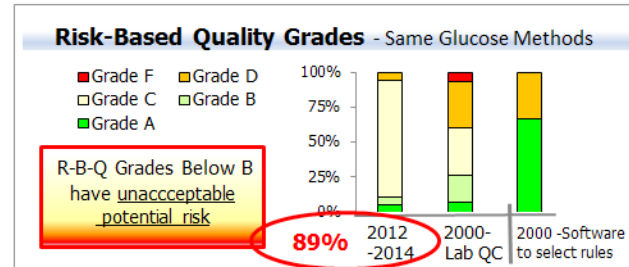 Risk-Based Quality Grades - Same Glucose Methods
Grade F Grade D
Grade C Grade B
Grade A
100%
75%
50%
25%
0%
R-B-Q Grades Below B
have unaccceptable
potential risk
89%
2012
-2014
2000-
Lab QC
2000 -Software
to select rules